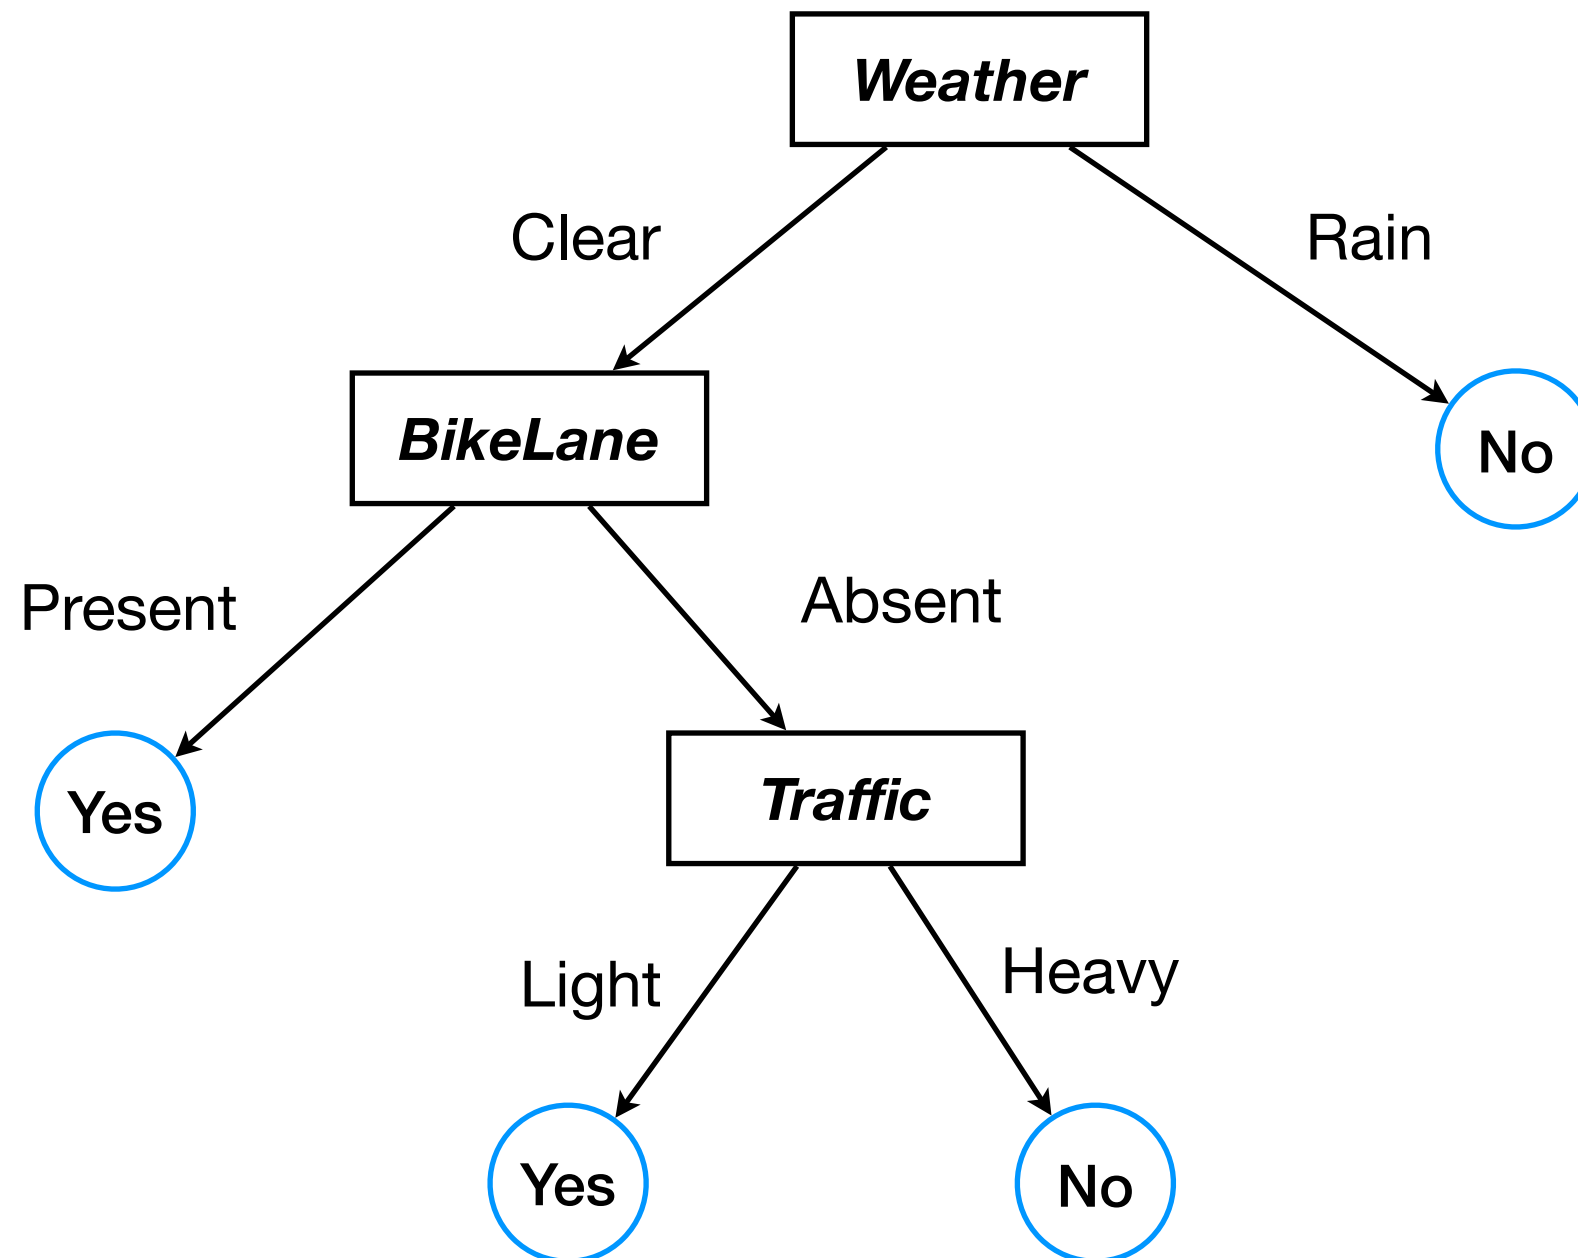 Weather
Clear
Rain
BikeLane
No
Present
Absent
Yes
Traffic
Light
Heavy
Yes
No